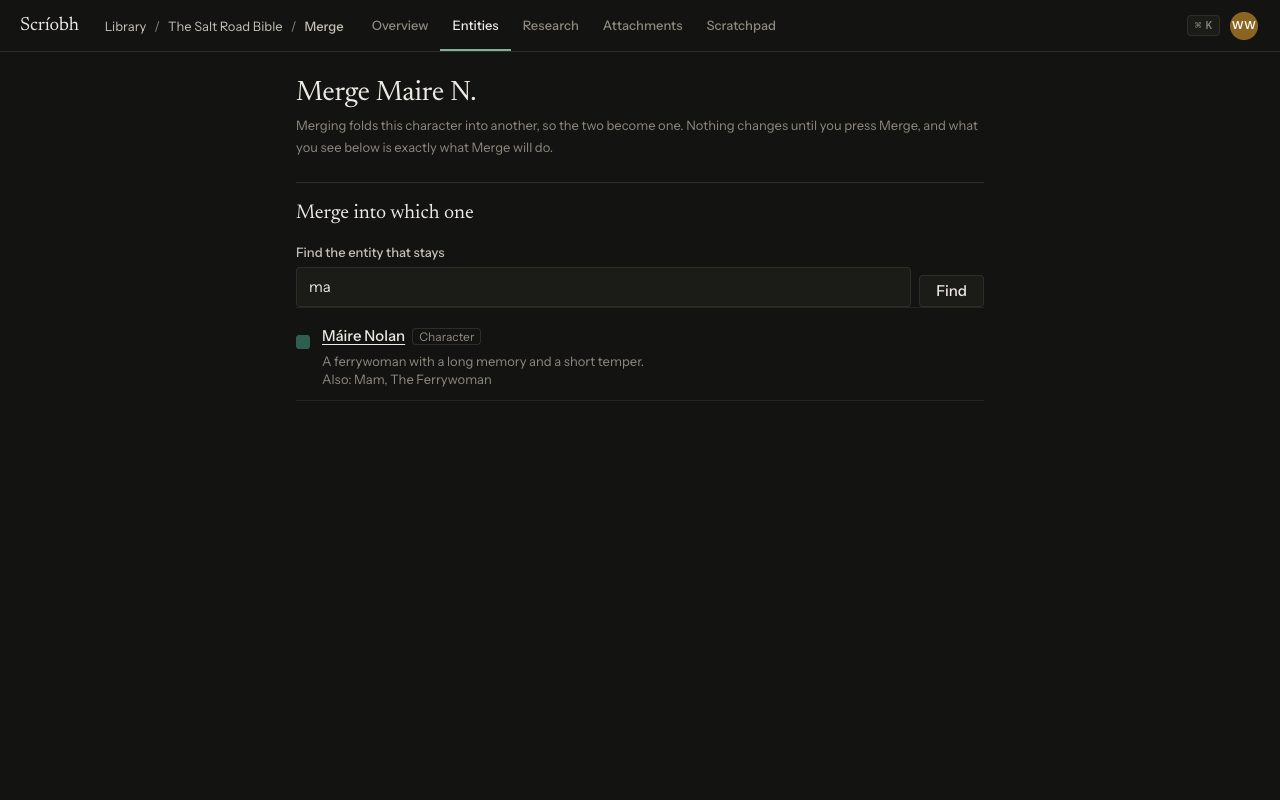 Scríobh
Library / The Salt Road Bible / Merge
Overview
Entities
Research
Attachments
Scratchpad
⌘ K
WW
Merge Maire N.
Merging folds this character into another, so the two become one. Nothing changes until you press Merge, and what
you see below is exactly what Merge will do.
Merge into which one
Find the entity that stays
ma
Find
Máire Nolan
Character
A ferrywoman with a long memory and a short temper.
Also: Mam, The Ferrywoman